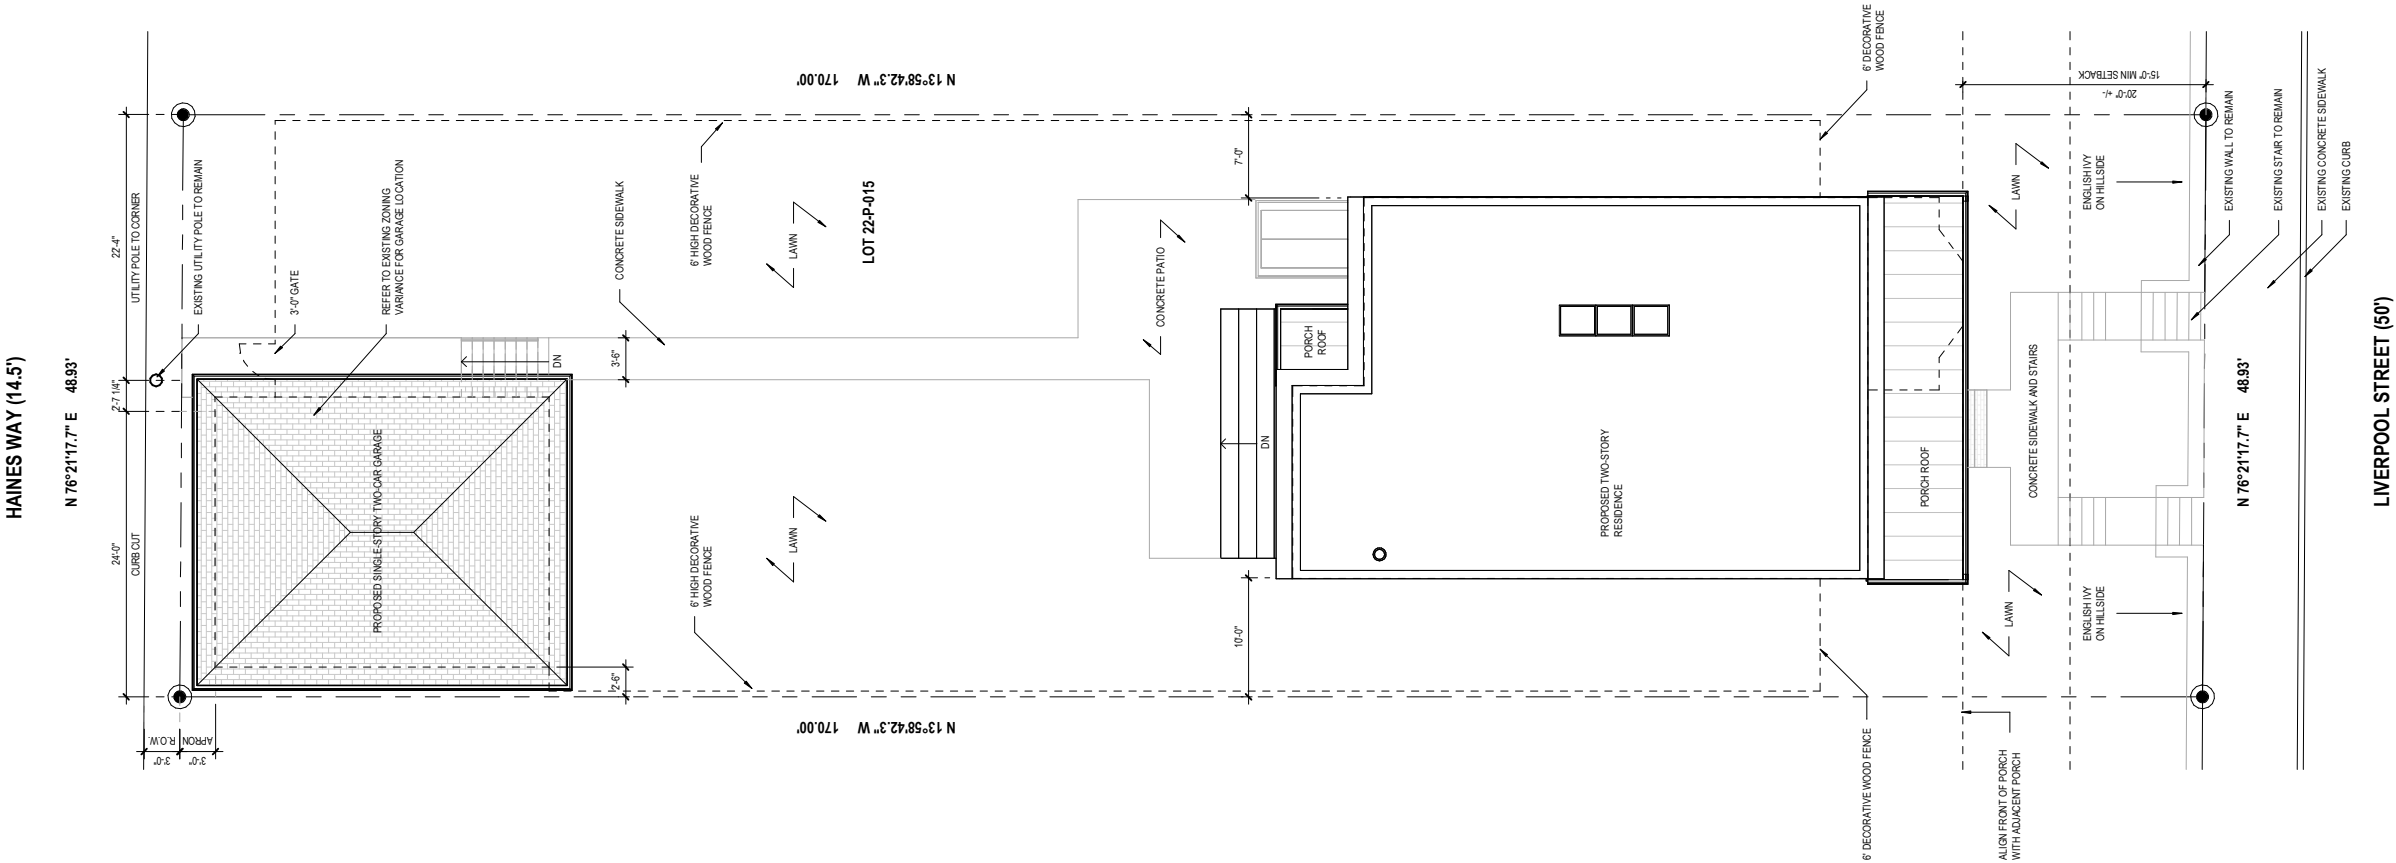 HAINES WAY (14.5')
N 76°21'17.7" E    48.93'
22'-4"
UTILITY POLE TO CORNER
2'-7 1/4"
24'-0"
CURB CUT
3'-0"
R.O.W.
3'-0"
APRON
EXISTING UTILITY POLE TO REMAIN
3'-0" GATE
REFER TO EXISTING ZONING
VARIANCE FOR GARAGE LOCATION
PROPOSED SINGLE-STORY TWO-CAR GARAGE
DN
3'-6"
2'-6"
CONCRETE SIDEWALK
6' HIGH DECORATIVE
WOOD FENCE
6' HIGH DECORATIVE
WOOD FENCE
LAWN
LAWN
N 13°58'42.3" W    170.00'
N 13°58'42.3" W    170.00'
LOT 22-P-015
CONCRETE PATIO
7'-0"
10'-0"
DN
PORCH
ROOF
PROPOSED TWO-STORY
RESIDENCE
6' DECORATIVE
WOOD FENCE
6' DECORATIVE WOOD FENCE
PORCH ROOF
ALIGN FRONT OF PORCH
WITH ADJACENT PORCH
LAWN
LAWN
CONCRETE SIDEWALK AND STAIRS
15'-0" MIN SETBACK
20'-0" +/-
ENGLISH IVY
ON HILLSIDE
ENGLISH IVY
ON HILLSIDE
EXISTING WALL TO REMAIN
EXISTING STAIR TO REMAIN
EXISTING CONCRETE SIDEWALK
EXISTING CURB
N 76°21'17.7" E    48.93'
LIVERPOOL STREET (50')